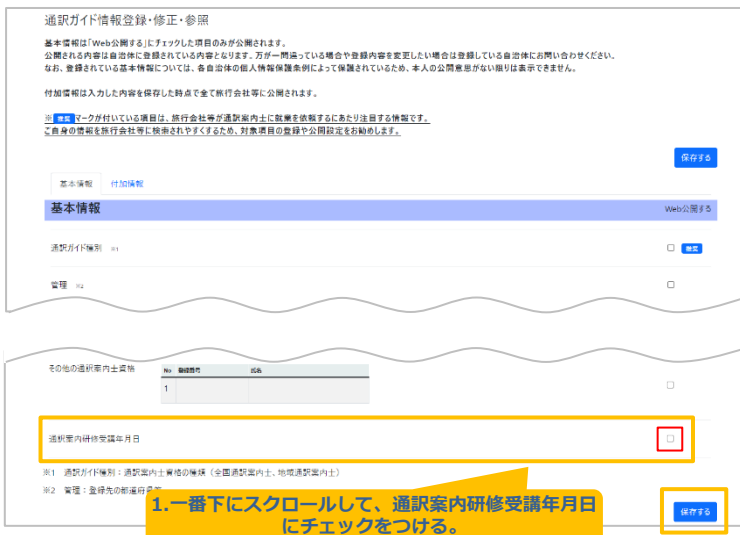 通訳ガイド情報登録・修正・参照
基本情報は「Web公開する」にチェックした項目のみが公開されます。
公開される内容は自治体に登録されている内容となります。万が一間違っている場合や登録内容を変更したい場合は登録している自治体にお問い合わせください。
なお、登録されている基本情報については、各自治体の個人情報保護条例によって保護されているため、本人の公開意思がない限りは表示できません。
付加情報は入力した内容を保存した時点で全て旅行会社等に公開されます。
※ 推奨 マークが付いている項目は、旅行会社等が通訳案内士に就業を依頼するにあたり注目する情報です。
ご自身の情報を旅行会社等に検索されやすくするため、対象項目の登録や公開設定をお勧めします。
保存する
基本情報 付加情報
基本情報 Web公開する
通訳ガイド種別 ※1 推奨
管理 ※2
その他の通訳案内士資格
No 登録番号 氏名
1
通訳案内研修受講年月日
※1 通訳ガイド種別：通訳案内士資格の種類（全国通訳案内士、地域通訳案内士）
※2 管理：登録先の都道府県
1.一番下にスクロールして、通訳案内研修受講年月日
にチェックをつける。
保存する